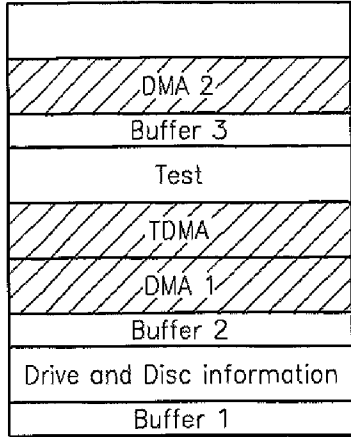 DMA 2
Buffer 3
Test
TDMA
DMA 1
Buffer 2
Drive and Disc information
Buffer 1